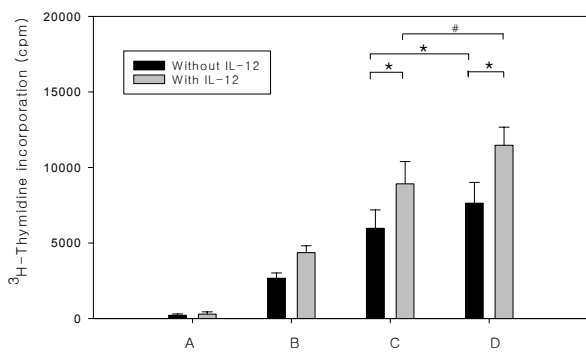 20000
15000
10000
5000
0
³H-Thymidine incorporation (cpm)
Without IL-12
With IL-12
#
*
* *
A B C D